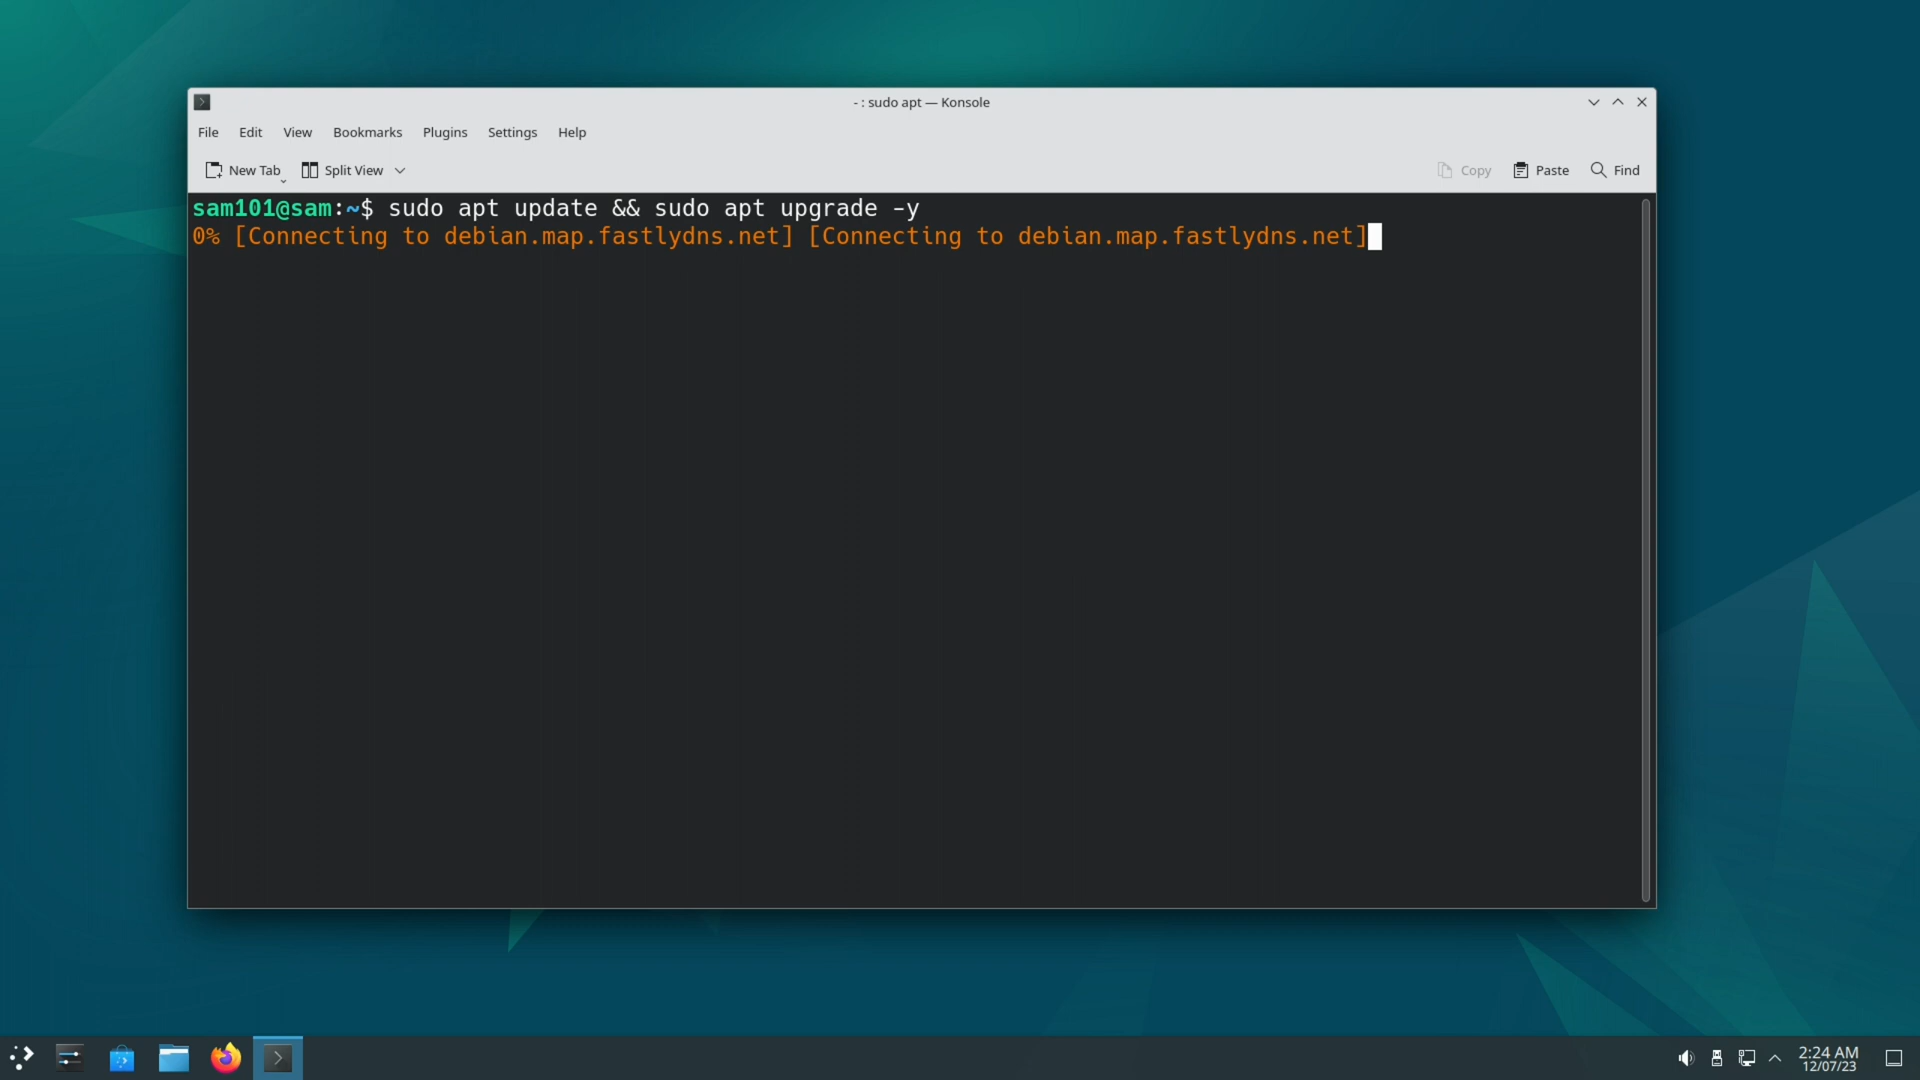 - : sudo apt — Konsole
File Edit View Bookmarks Plugins Settings Help
New Tab Split View Copy Paste Find
sam101@sam:~$ sudo apt update && sudo apt upgrade -y
0% [Connecting to debian.map.fastlydns.net] [Connecting to debian.map.fastlydns.net]
2:24 AM
12/07/23